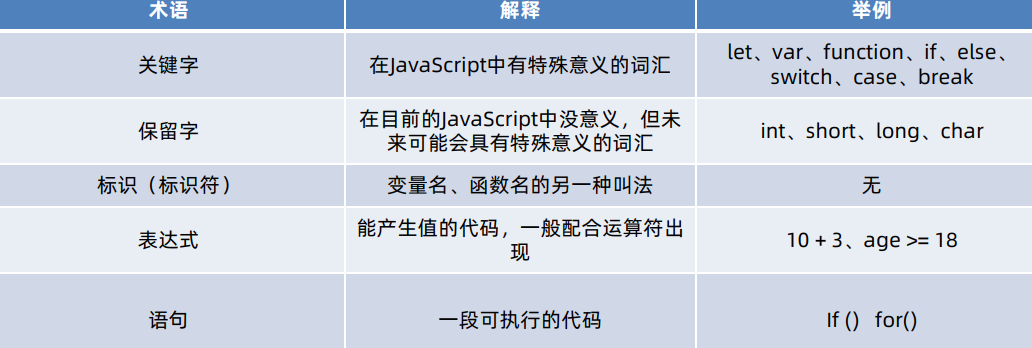 术语 解释 举例
关键字 在JavaScript中有特殊意义的词汇 let、var、function、if、else、
switch、case、break
保留字 在目前的JavaScript中没意义，但未
来可能会具有特殊意义的词汇 int、short、long、char
标识（标识符） 变量名、函数名的另一种叫法 无
表达式 能产生值的代码，一般配合运算符出
现 10 + 3、age >= 18
语句 一段可执行的代码 If () for()